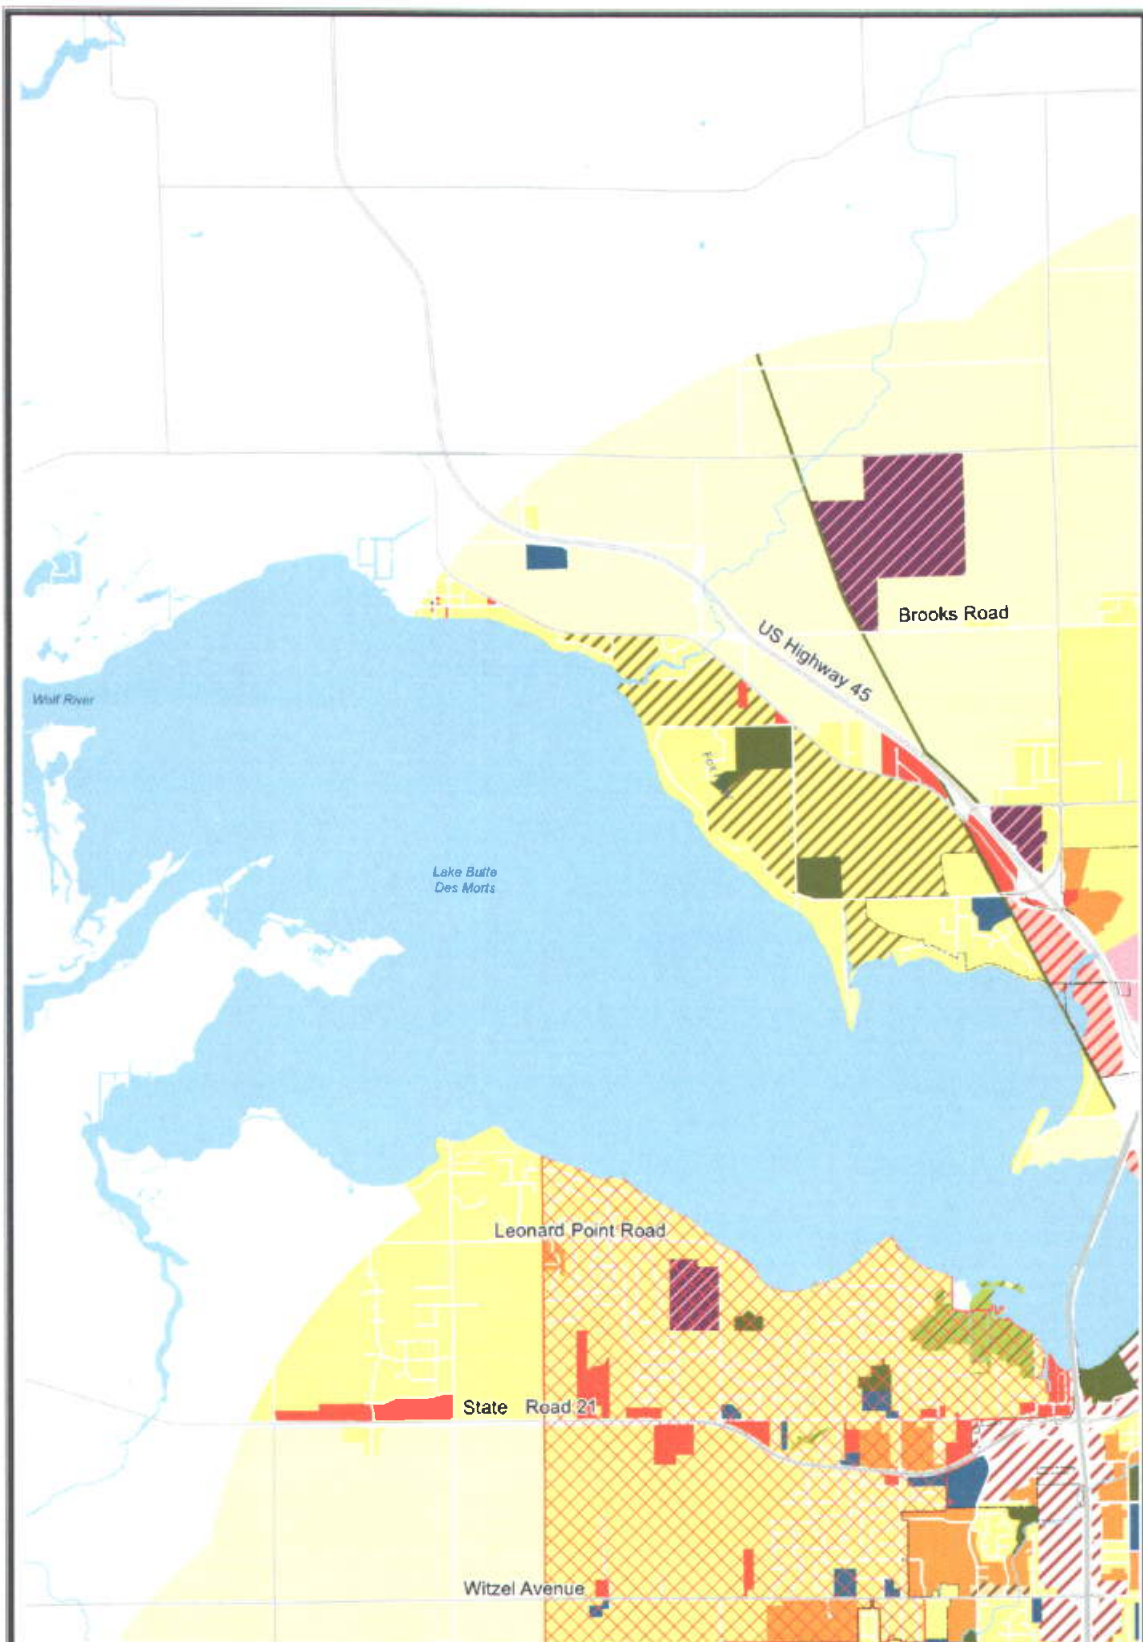 Brooks Road
US Highway 45
Wolf River
Fox
Lake Butte
Des Morts
Leonard Point Road
State Road 21
Witzel Avenue